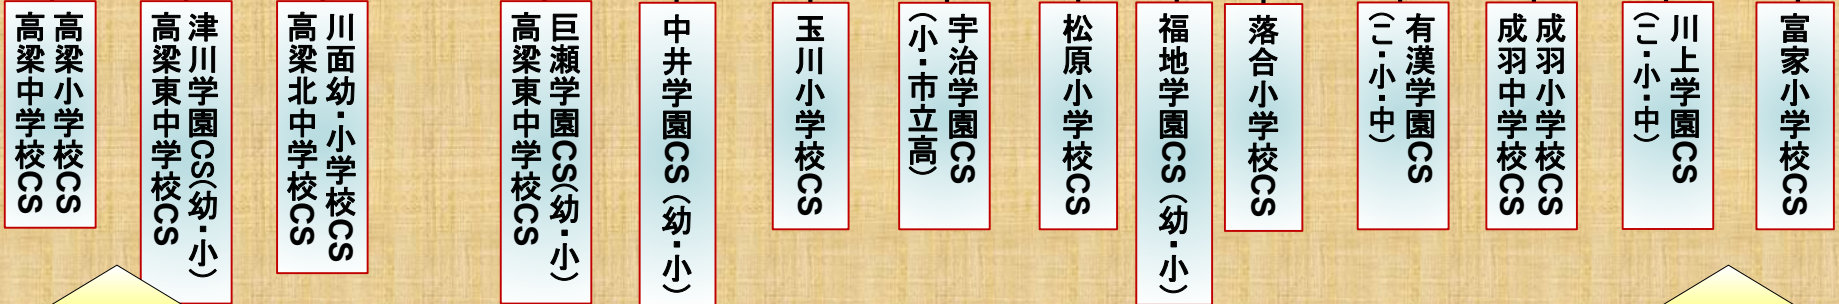 高梁小学校CS
高梁中学校CS
津川学園CS(幼・小)
高梁東中学校CS
川面幼・小学校CS
高梁北中学校CS
巨瀬学園CS(幼・小)
高梁東中学校CS
中井学園CS(幼・小)
玉川小学校CS
宇治学園CS
(小・市立高)
松原小学校CS
福地学園CS(幼・小)
落合小学校CS
有漢学園CS
(こ・小・中)
成羽小学校CS
成羽中学校CS
川上学園CS
(こ・小・中)
富家小学校CS